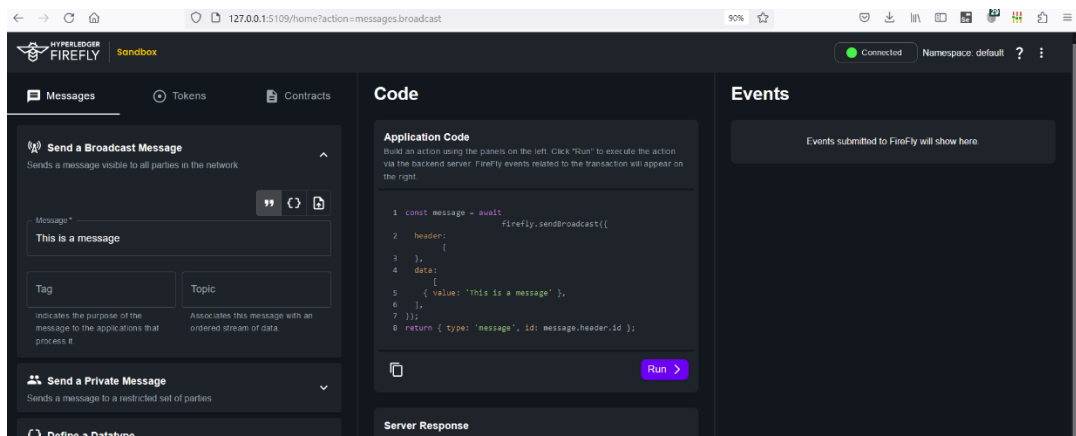 127.0.0.1:5109/home?action=messages.broadcast
90%
HYPERLEDGER
FIREFLY
Sandbox
Connected
Namespace: default
?
Messages
Tokens
Contracts
Send a Broadcast Message
Sends a message visible to all parties in the network
Message *
This is a message
Tag
Topic
Indicates the purpose of the
message to the applications that
process it.
Associates this message with an
ordered stream of data.
Send a Private Message
Sends a message to a restricted set of parties
Define a Datatype
Code
Application Code
Build an action using the panels on the left. Click "Run" to execute the action
via the backend server. FireFly events related to the transaction will appear on
the right.
1 const message = await
firefly.sendBroadcast({
2 header:
{
3 },
4 data:
[
5 { value: 'This is a message' },
6 ],
7 });
8 return { type: 'message', id: message.header.id };
Run
Server Response
Events
Events submitted to FireFly will show here.